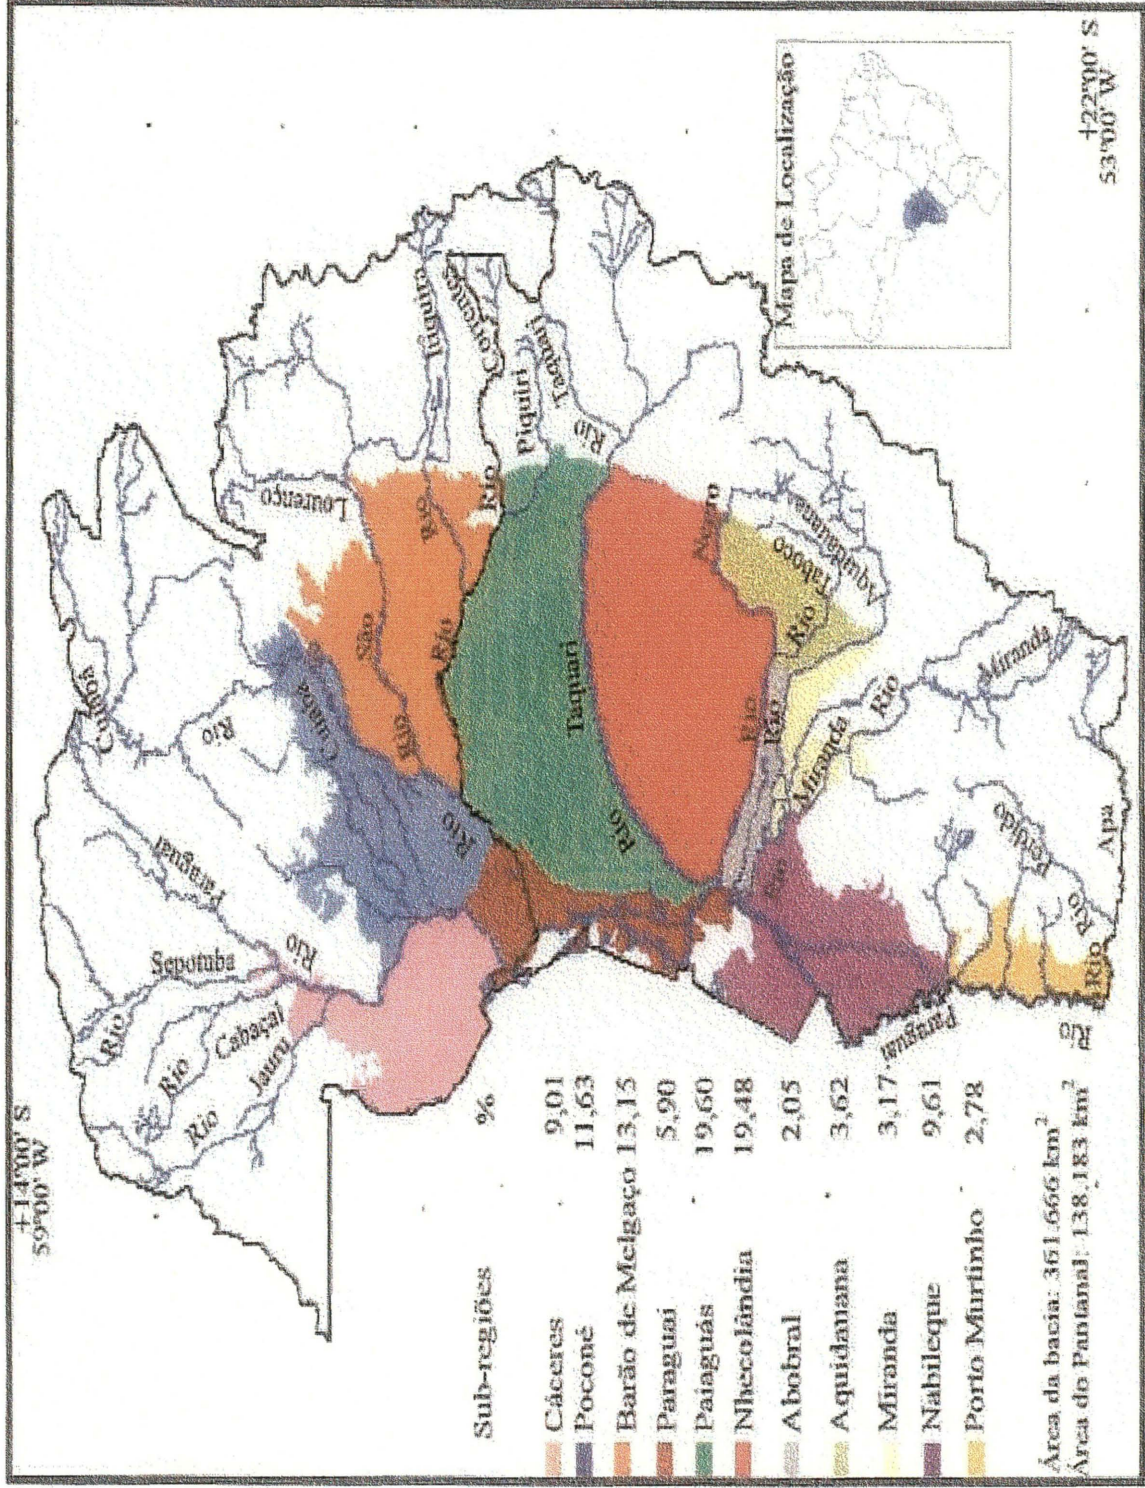 +14°00' S
59°00' W
Rio
Sepotuba
Rio
Cabaçal
Rio
Jauru
Paraguai
Rio
Cuiabá
Rio
Lourenço
São
Rio
Cuiabá
Rio
Itiquira
Rio
Correntes
Rio
Rio
Piquiri
Taquari
Rio
Taquari
Rio
Negro
Rio
Rio
Taboco
Aquidauana
Rio
Miranda
Rio
Miranda
Rio
Perdido
Rio
Apa
Rio
Paraguai
Rio
Sub-regiões %
Cáceres 9,01
Poconé 11,63
Barão de Melgaço 13,15
Paraguai 5,90
Paiaguás 19,60
Nhecolândia 19,48
Abobral 2,05
Aquidauana 3,62
Miranda 3,17
Nabileque 9,61
Porto Murtinho 2,78
Área da bacia: 361.666 km²
Área do Pantanal: 138.183 km²
Mapa de Localização
+22°00' S
53°00' W